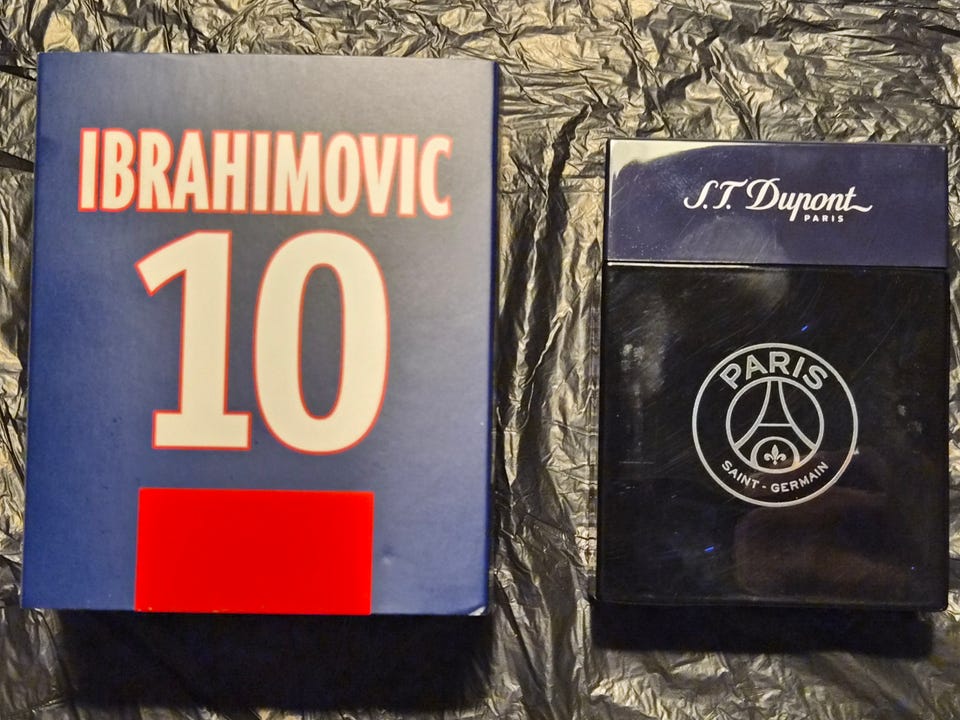 IBRAHIMOVIC
10
S.T. Dupont
PARIS
PARIS
SAINT-GERMAIN